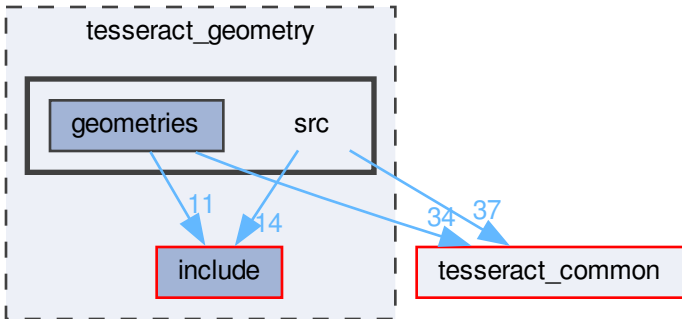 tesseract_geometry
geometries
src
11
14
34
37
include
tesseract_common